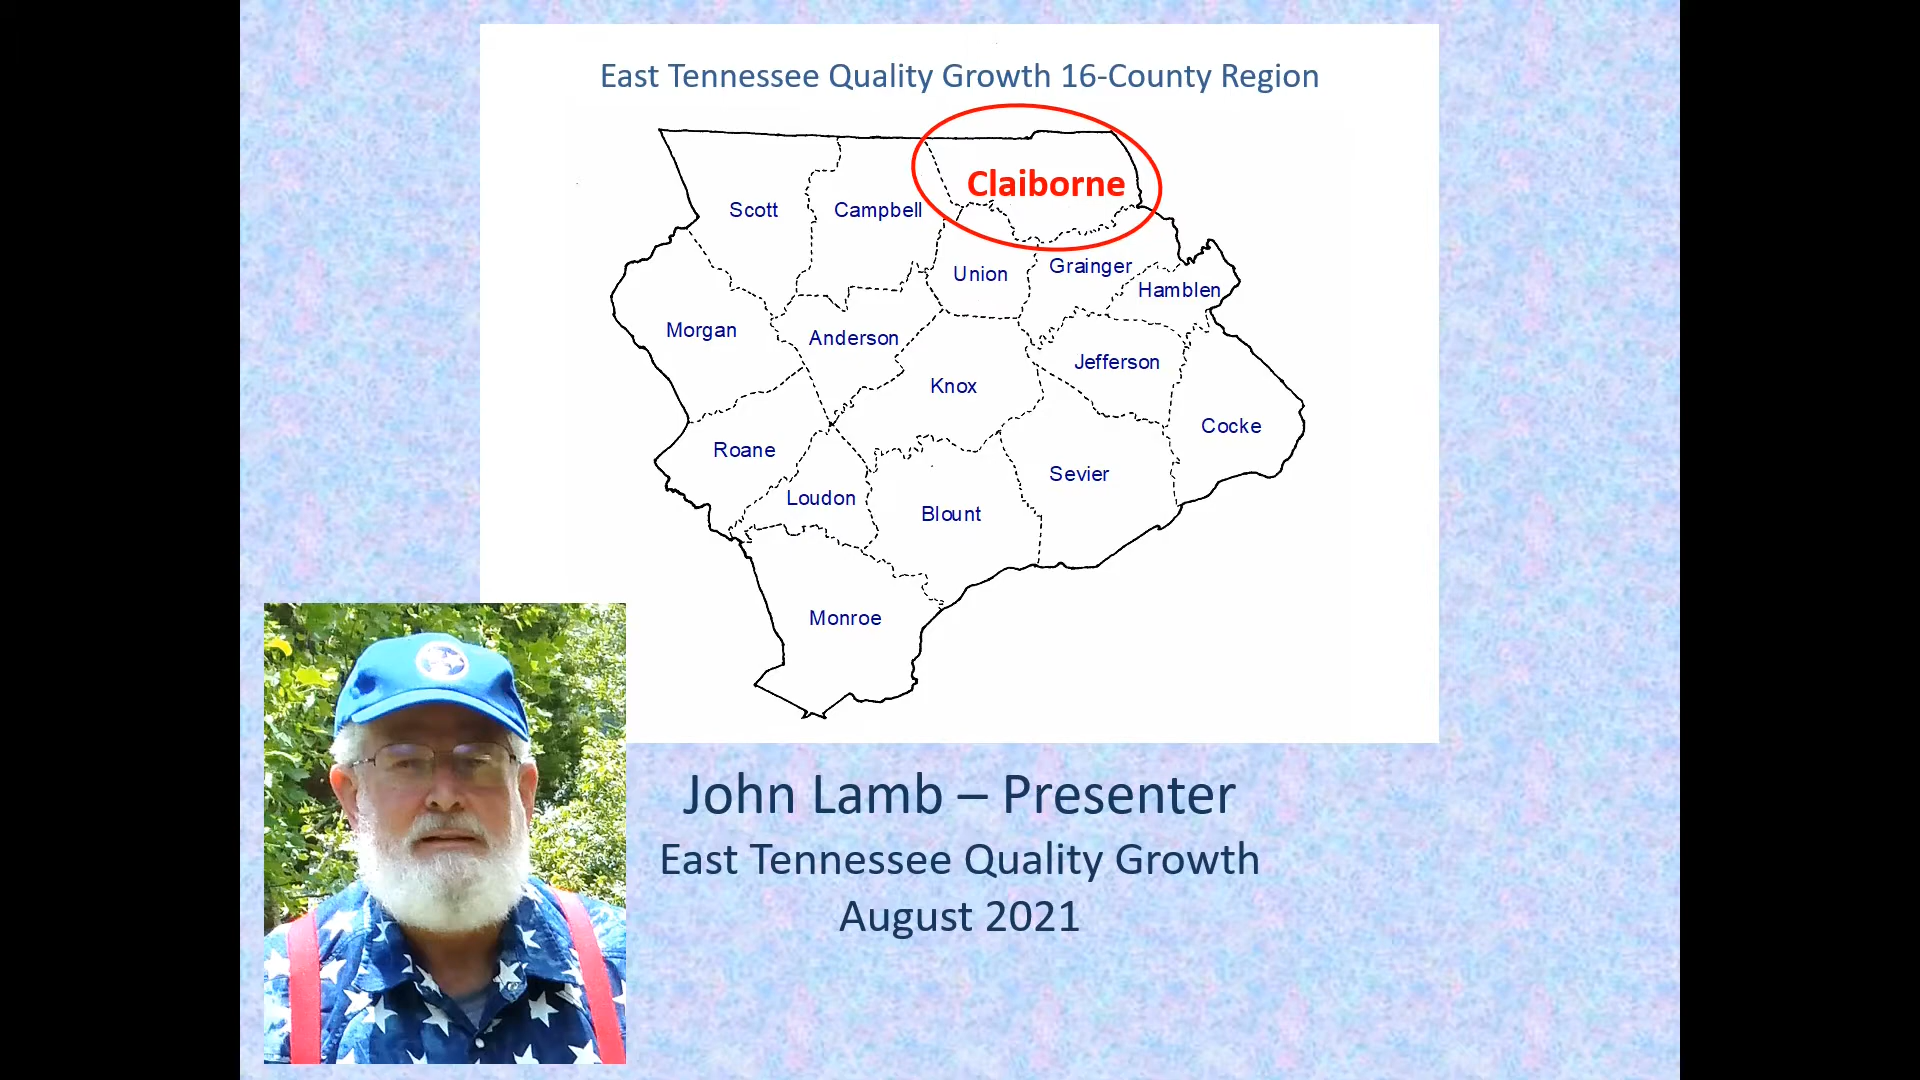 East Tennessee Quality Growth 16-County Region
Claiborne
Scott
Campbell
Union
Grainger
Hamblen
Morgan
Anderson
Jefferson
Knox
Cocke
Roane
Sevier
Loudon
Blount
Monroe
John Lamb – Presenter
East Tennessee Quality Growth
August 2021